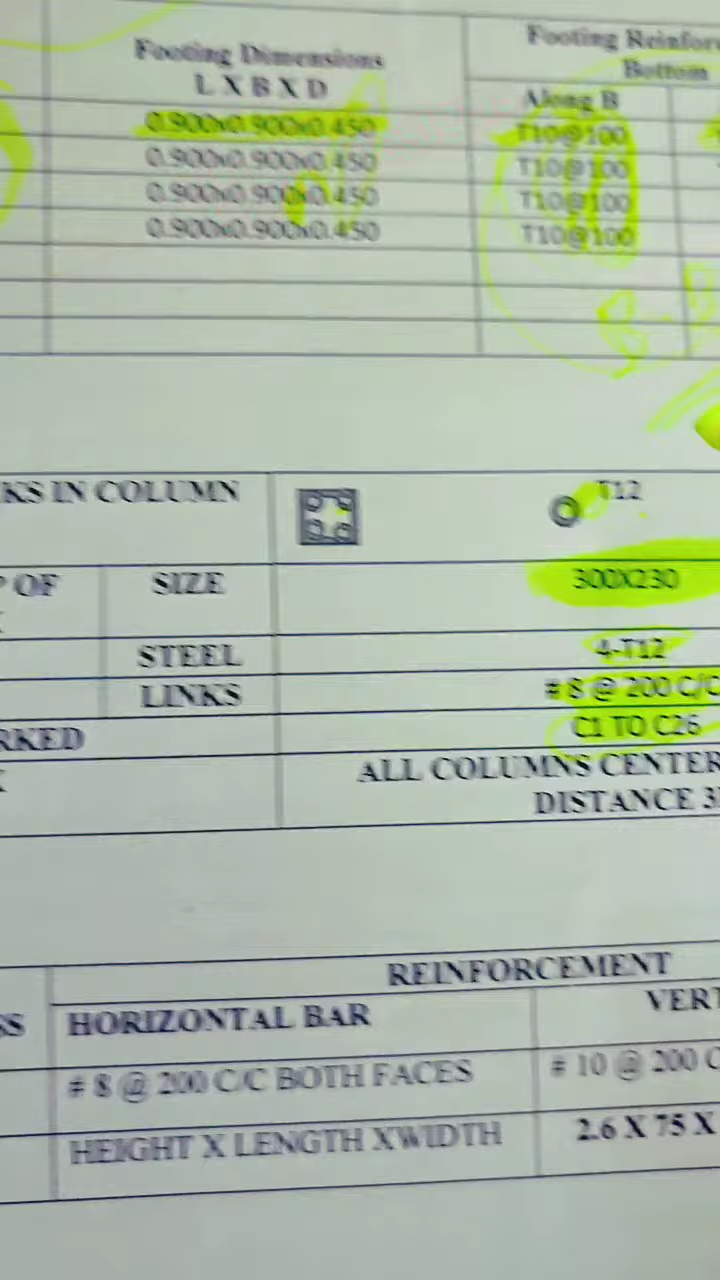 Footing Dimensions
L X B X D
Footing Reinfor
Bottom
Along B
0.900x0.900x0.450 T10@100
0.900x0.900x0.450 T10@100
0.900x0.900x0.450 T10@100
0.900x0.900x0.450 T10@100
KS IN COLUMN T12
P OF SIZE 300X230
STEEL 4-T12
LINKS # 8 @ 200 C/C
RKED C1 TO C26
ALL COLUMNS CENTER
DISTANCE 3
REINFORCEMENT
SS HORIZONTAL BAR VERT
# 8 @ 200 C/C BOTH FACES # 10 @ 200 C
HEIGHT X LENGTH XWIDTH 2.6 X 75 X